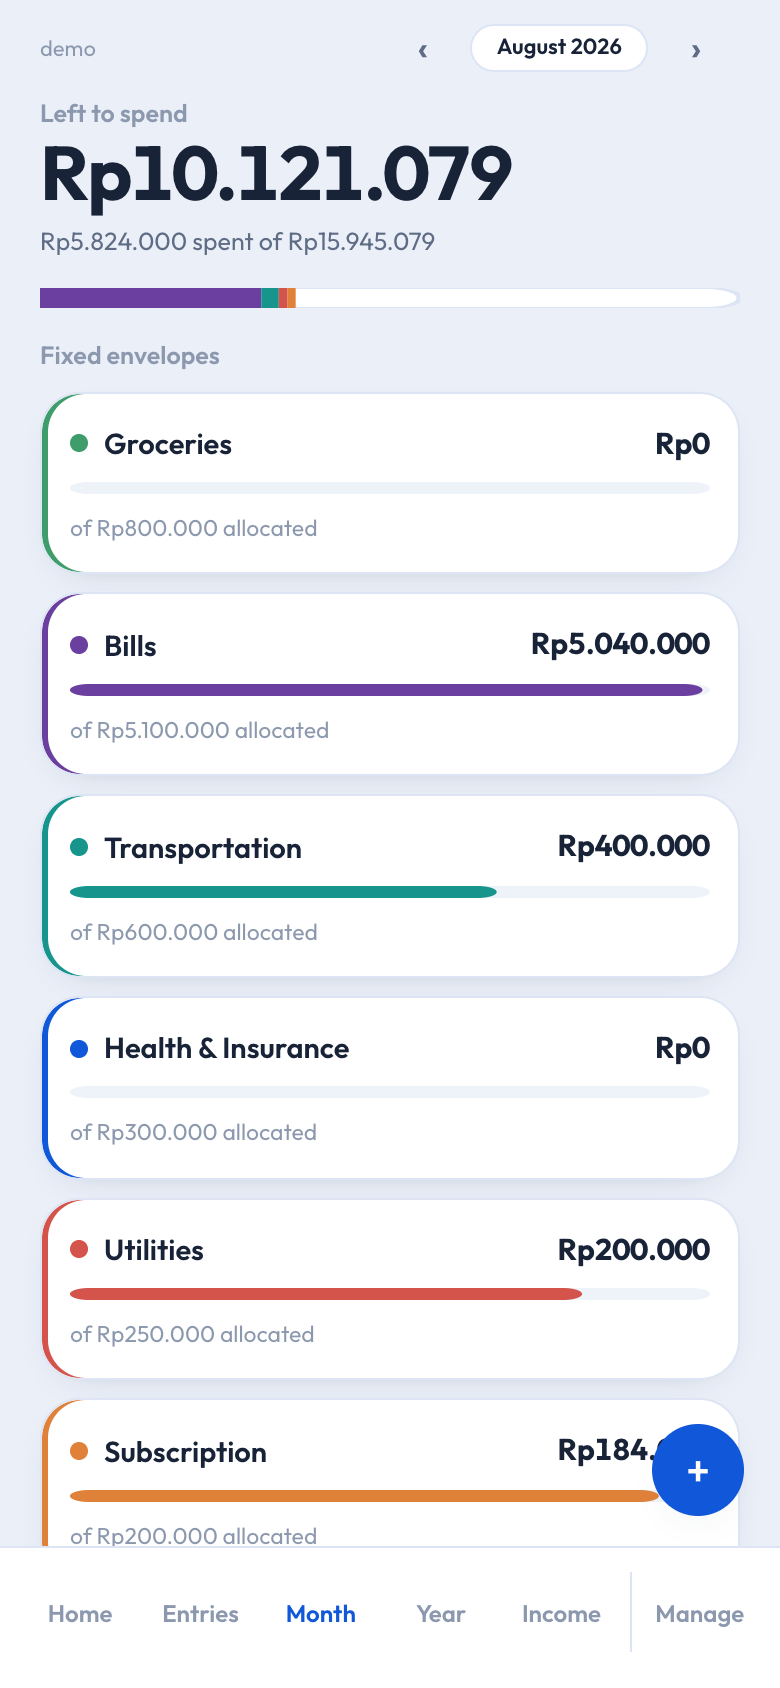 demo
‹ August 2026 ›
Left to spend
Rp10.121.079
Rp5.824.000 spent of Rp15.945.079
Fixed envelopes
Groceries Rp0
of Rp800.000 allocated
Bills Rp5.040.000
of Rp5.100.000 allocated
Transportation Rp400.000
of Rp600.000 allocated
Health & Insurance Rp0
of Rp300.000 allocated
Utilities Rp200.000
of Rp250.000 allocated
Subscription Rp184.
+
of Rp200.000 allocated
Home Entries Month Year Income Manage